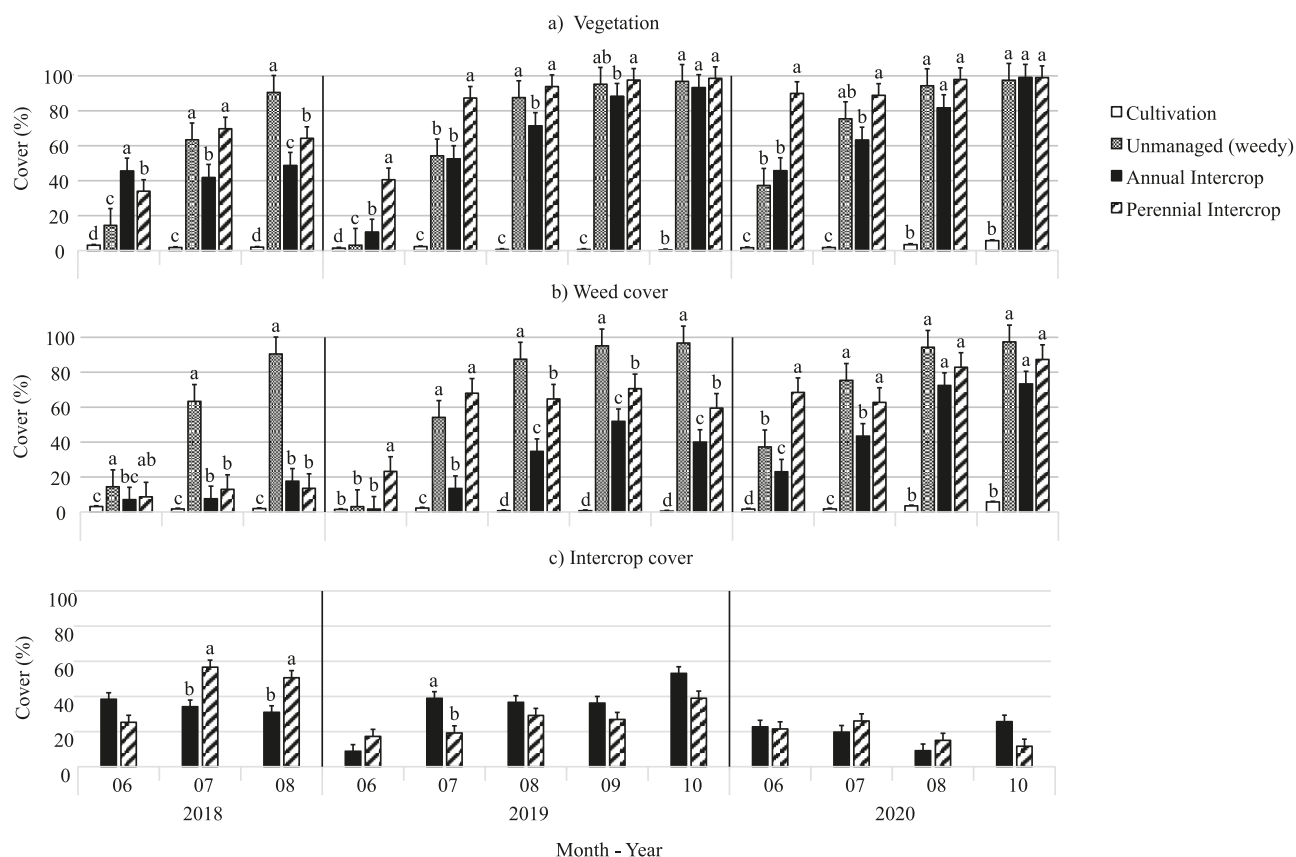 a) Vegetation
Cover (%)
100
80
60
40
20
0
d c a b
c a b a
d a c b
c c b a
c b b a
c a b a
c ab b a
b a a a
c b b a
c ab b a
b a a a
b a a a
Cultivation
Unmanaged (weedy)
Annual Intercrop
Perennial Intercrop
b) Weed cover
Cover (%)
100
80
60
40
20
0
c a bc ab
c a b b
c a b b
b b b a
c a b a
d a c b
d a c b
d a c b
d b c a
c a b a
b a a a
b a a a
c) Intercrop cover
Cover (%)
100
80
60
40
20
0
b a
b a
a b
06 07 08 06 07 08 09 10 06 07 08 10
2018 2019 2020
Month - Year